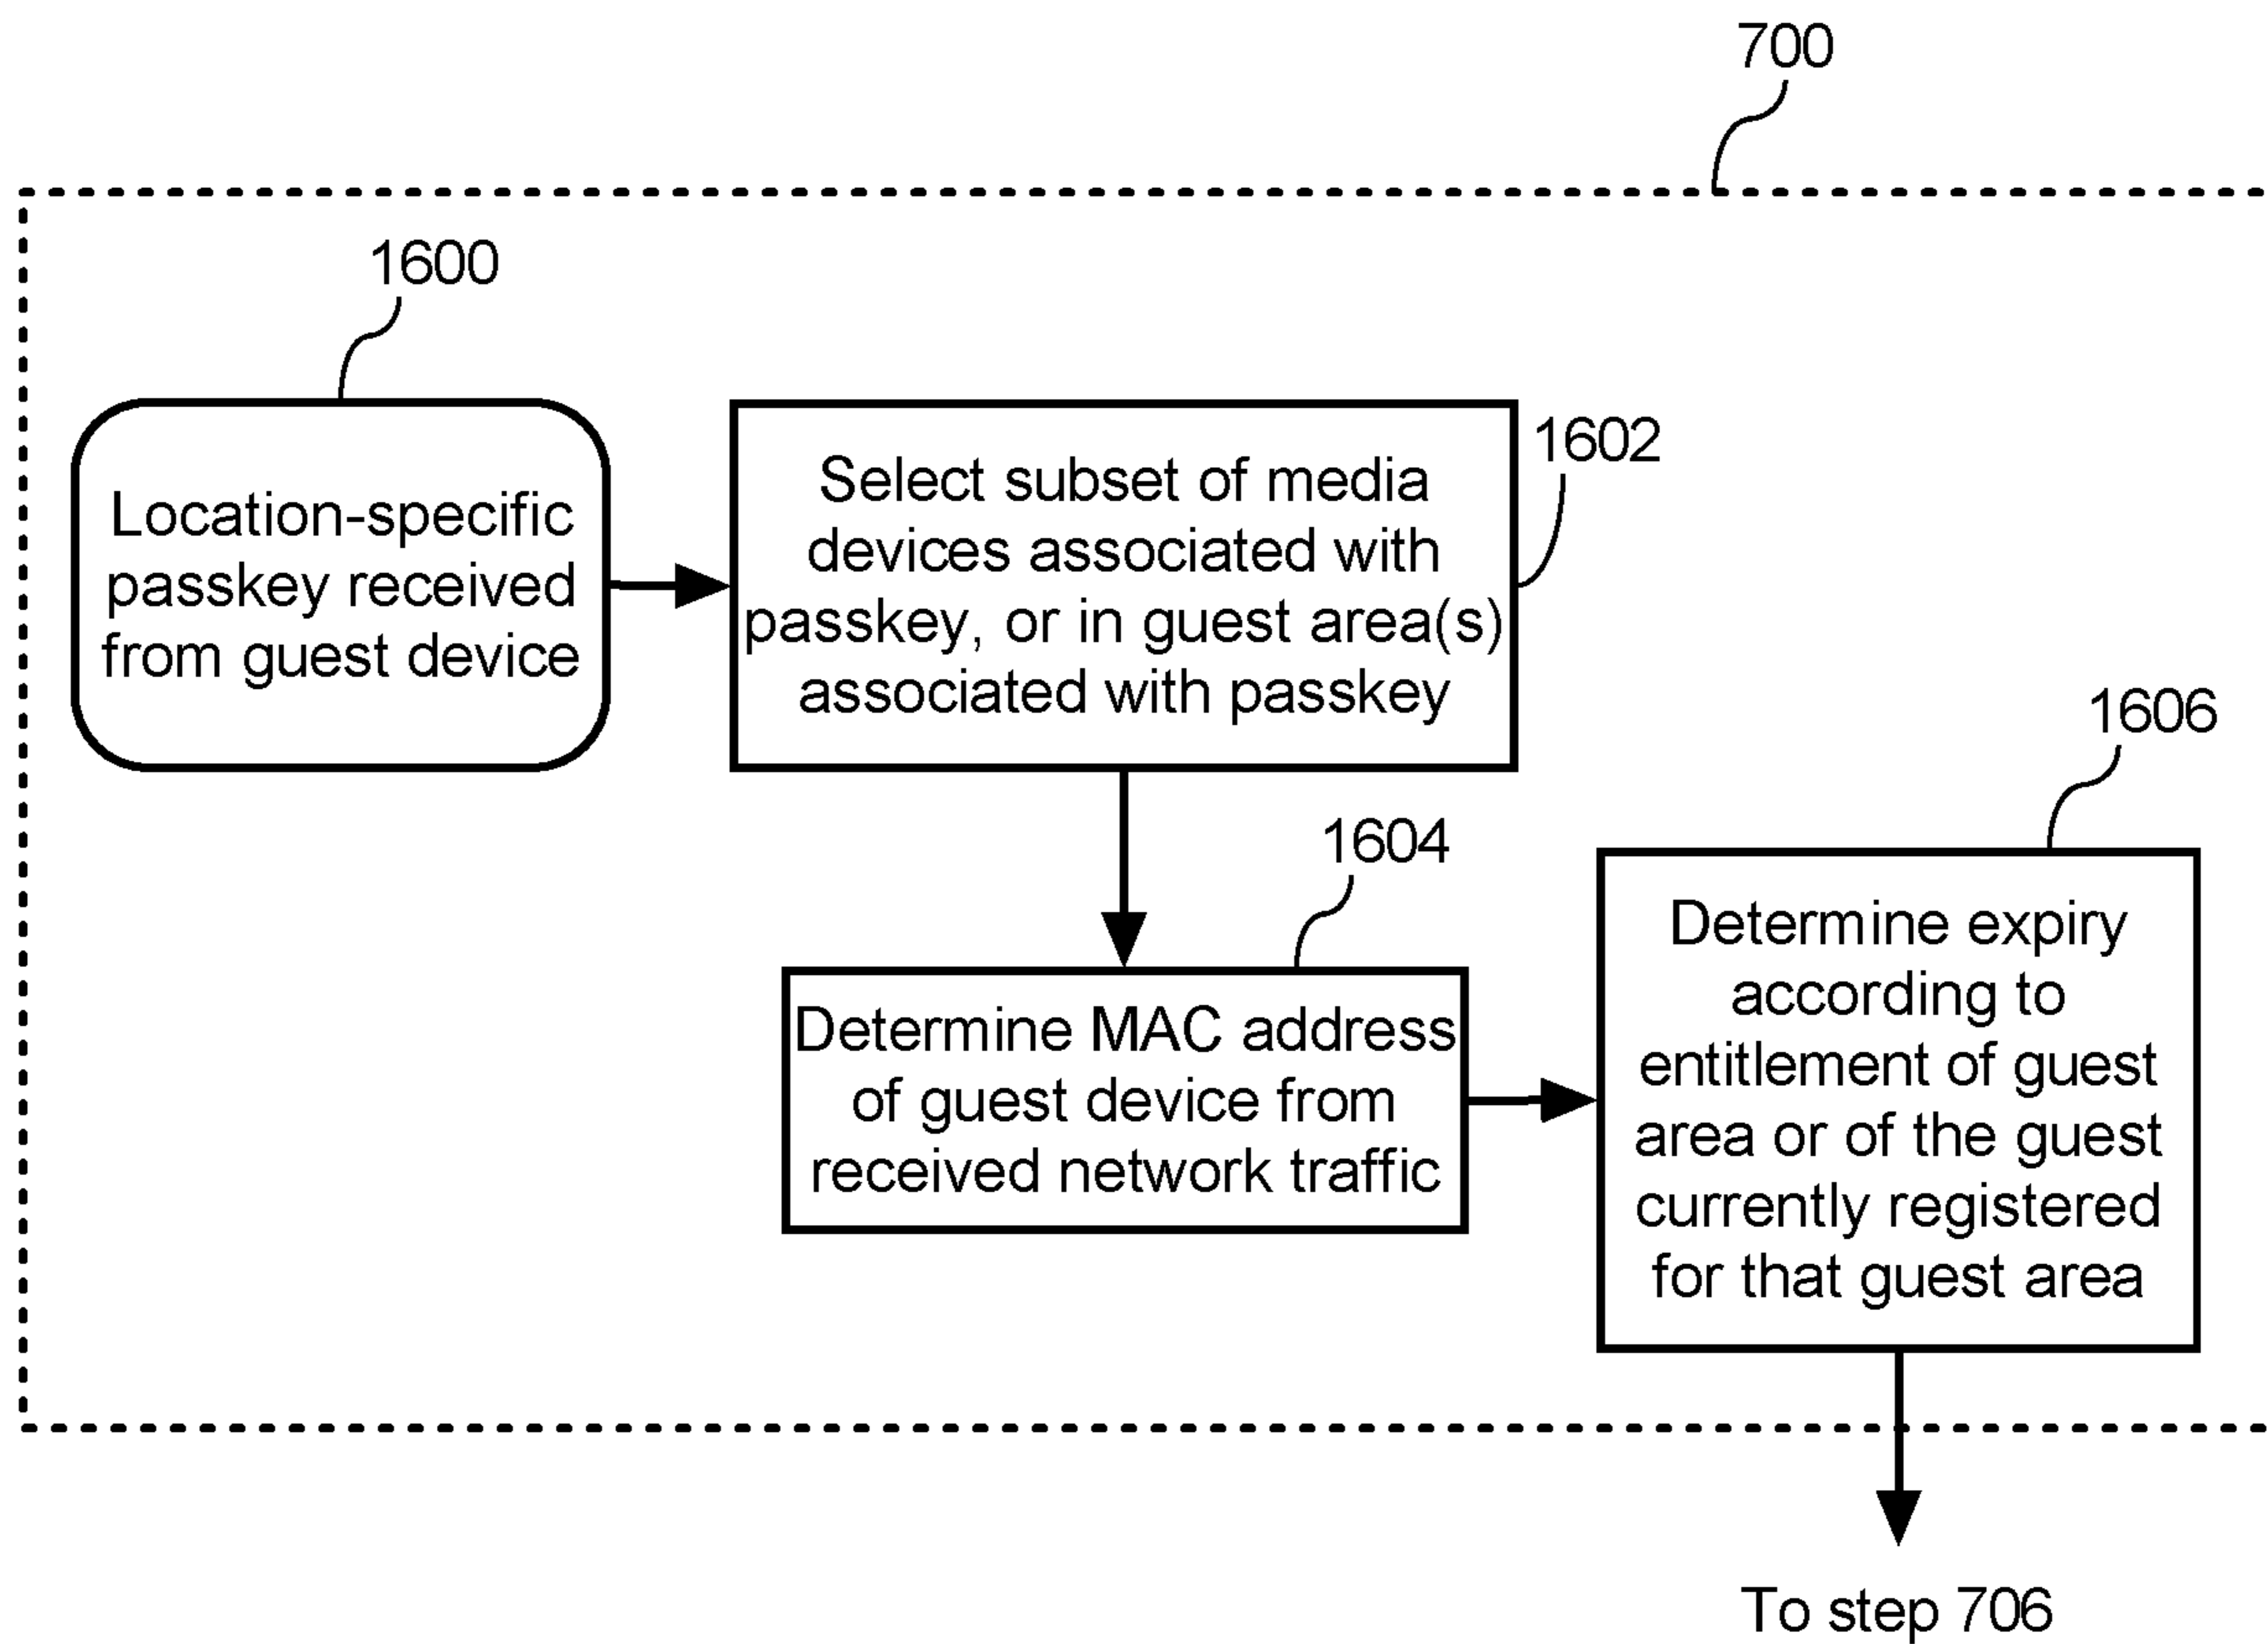 700
1600
Location-specific
passkey received
from guest device
1602
Select subset of media
devices associated with
passkey, or in guest area(s)
associated with passkey
1604
Determine MAC address
of guest device from
received network traffic
1606
Determine expiry
according to
entitlement of guest
area or of the guest
currently registered
for that guest area
To step 706